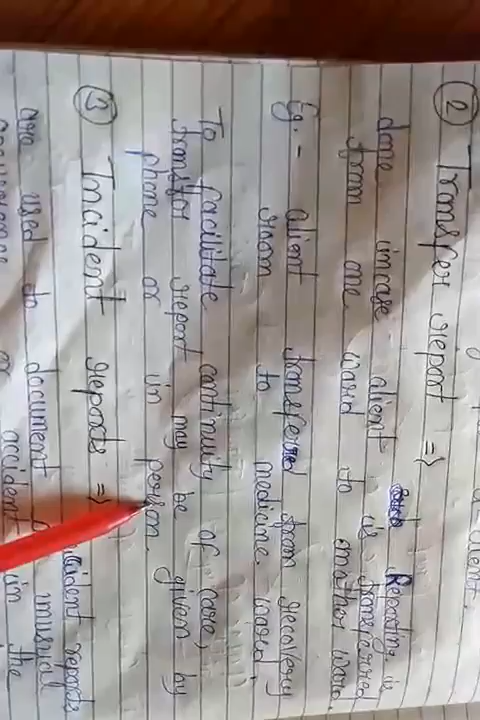 client.
② Transfer report ⇒ Reporting is
done incase client is transferred
from one ward to another ward.
Eg. - client transferred from recovery
room to medicine ward
To facilitate continuity of care,
transfer report may be given by
phone or in person.
③ Incident reports ⇒ incident reports
are used to document unusual
or accident in the